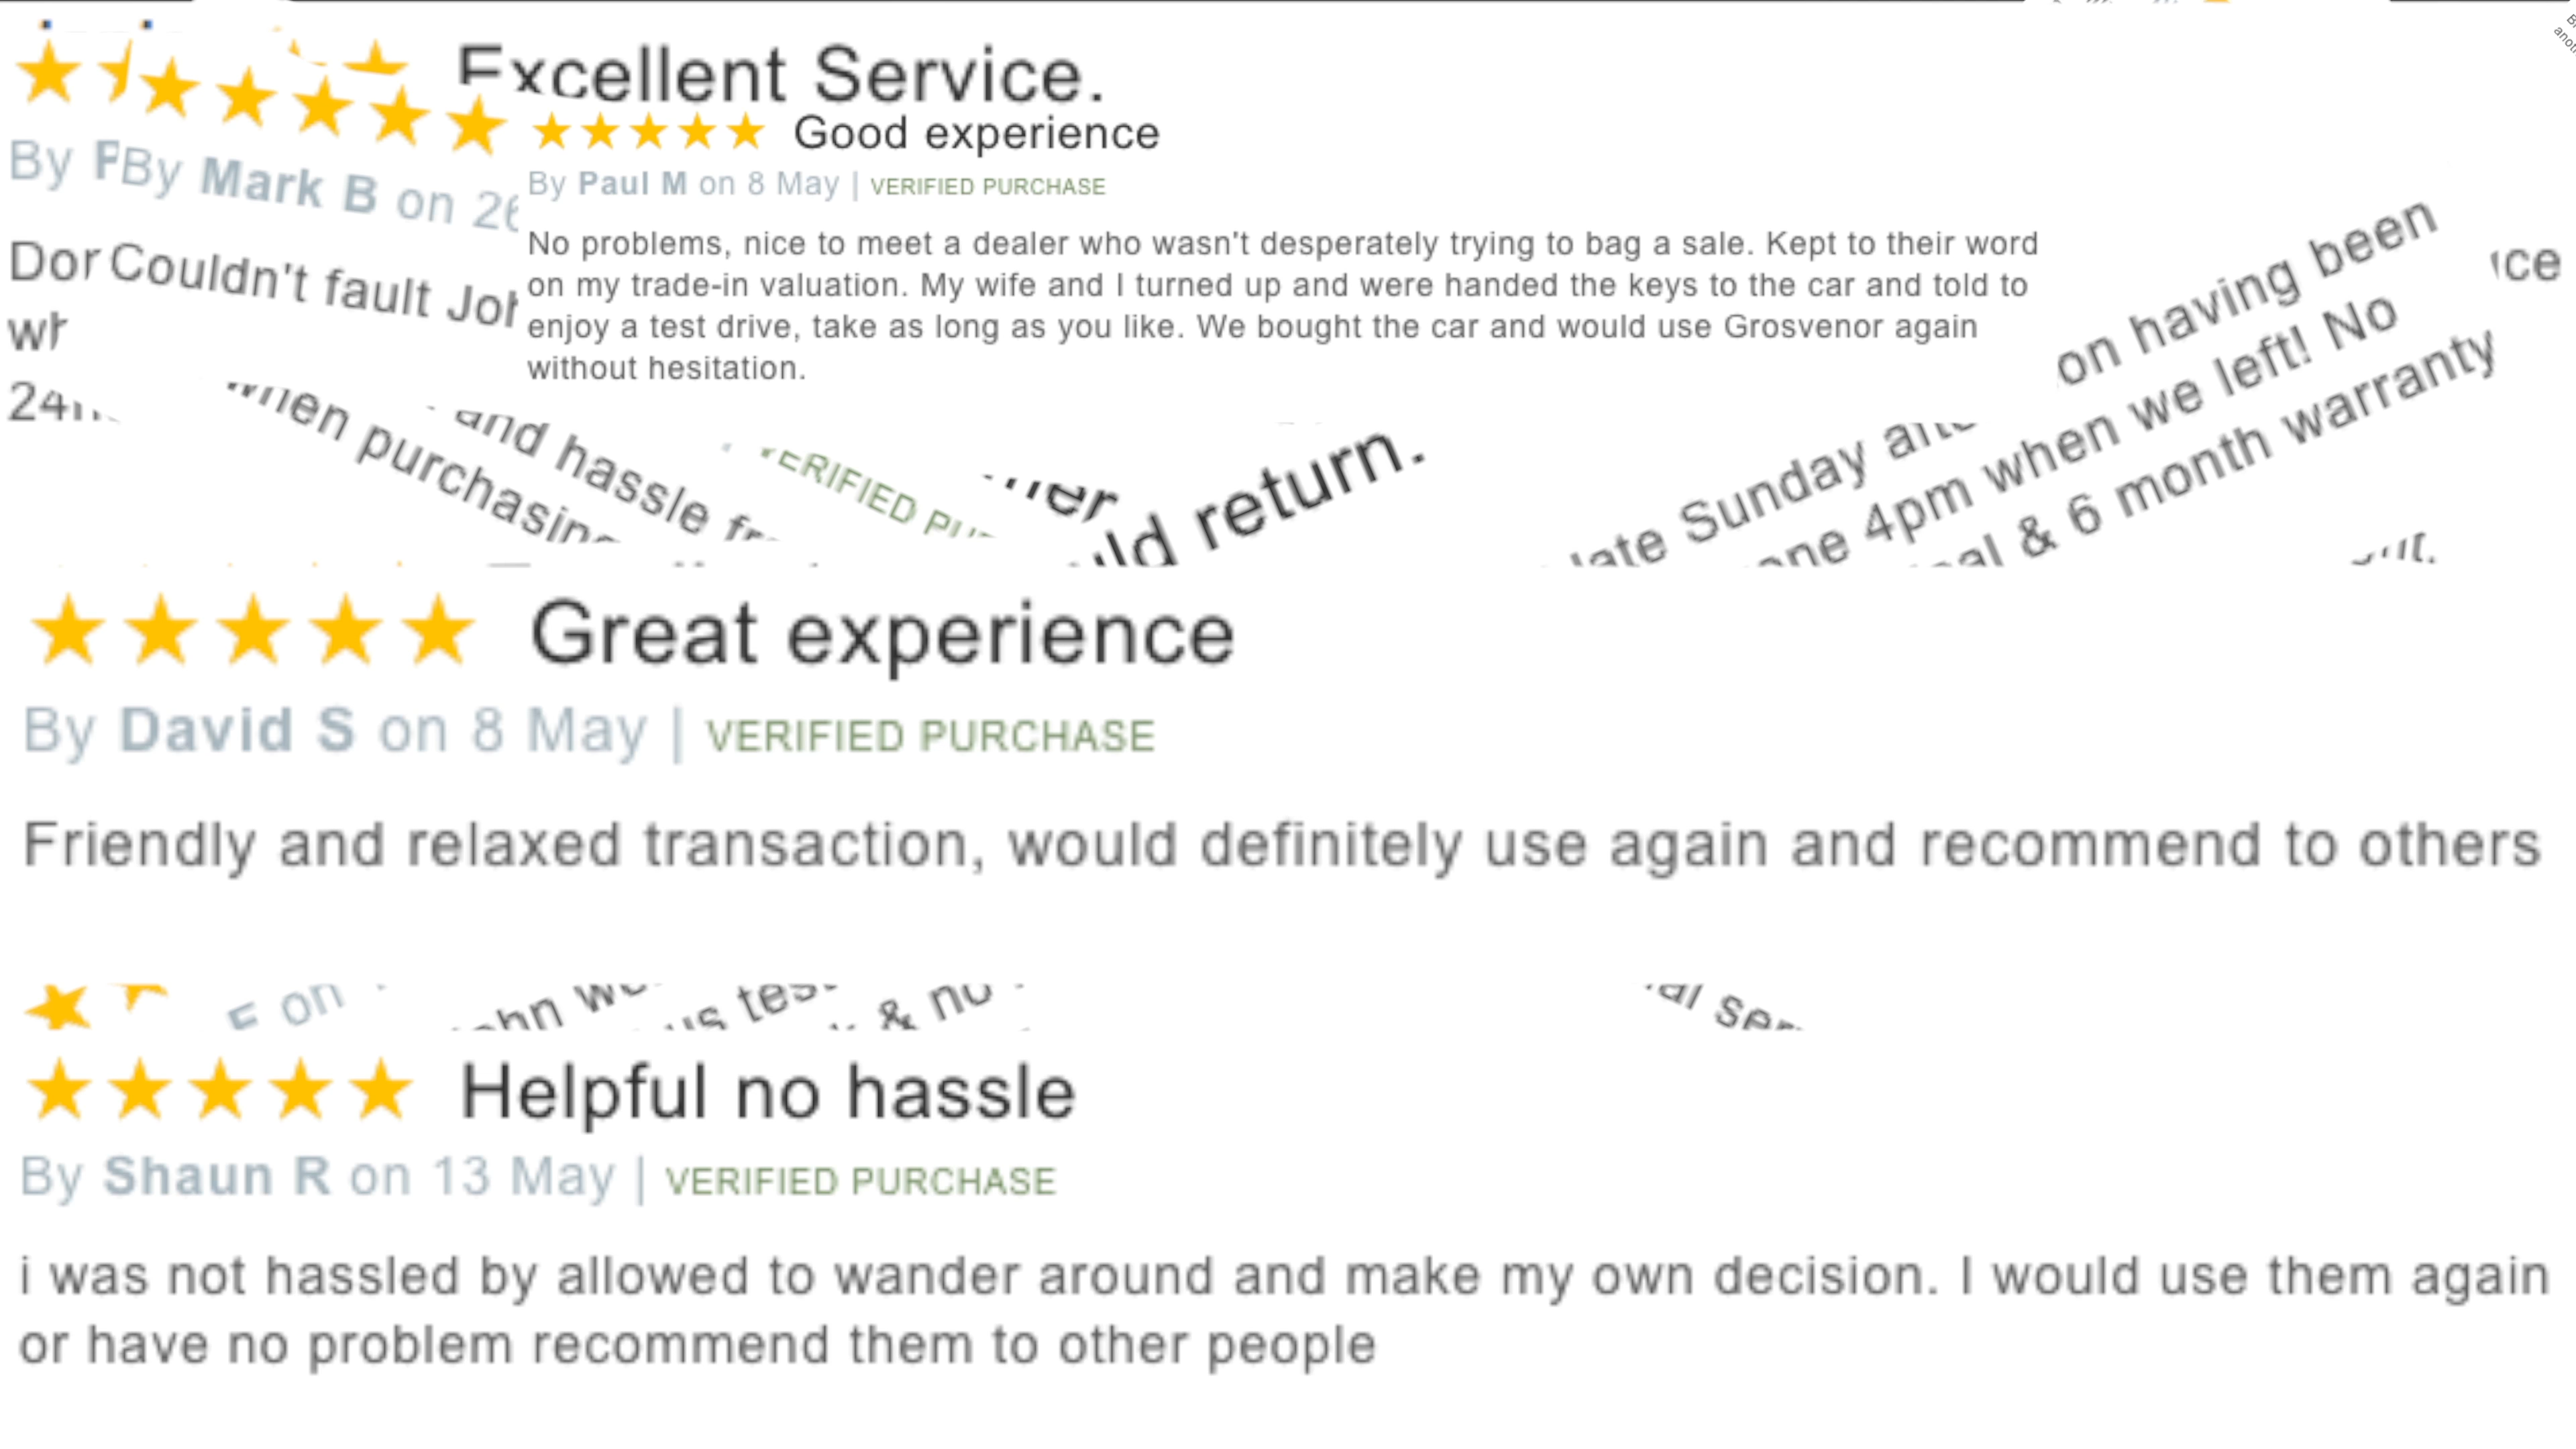 Excellent Service.
Good experience
By Mark B on
By Paul M on 8 May | VERIFIED PURCHASE
Couldn't fault
No problems, nice to meet a dealer who wasn't desperately trying to bag a sale. Kept to their word
on my trade-in valuation. My wife and I turned up and were handed the keys to the car and told to
enjoy a test drive, take as long as you like. We bought the car and would use Grosvenor again
without hesitation.
on having been
when we left! No
& 6 month warranty
Sunday
4pm
purchasing
and hassle
VERIFIED
return.
Great experience
By David S on 8 May | VERIFIED PURCHASE
Friendly and relaxed transaction, would definitely use again and recommend to others
on
& no
Helpful no hassle
By Shaun R on 13 May | VERIFIED PURCHASE
i was not hassled by allowed to wander around and make my own decision. I would use them again
or have no problem recommend them to other people